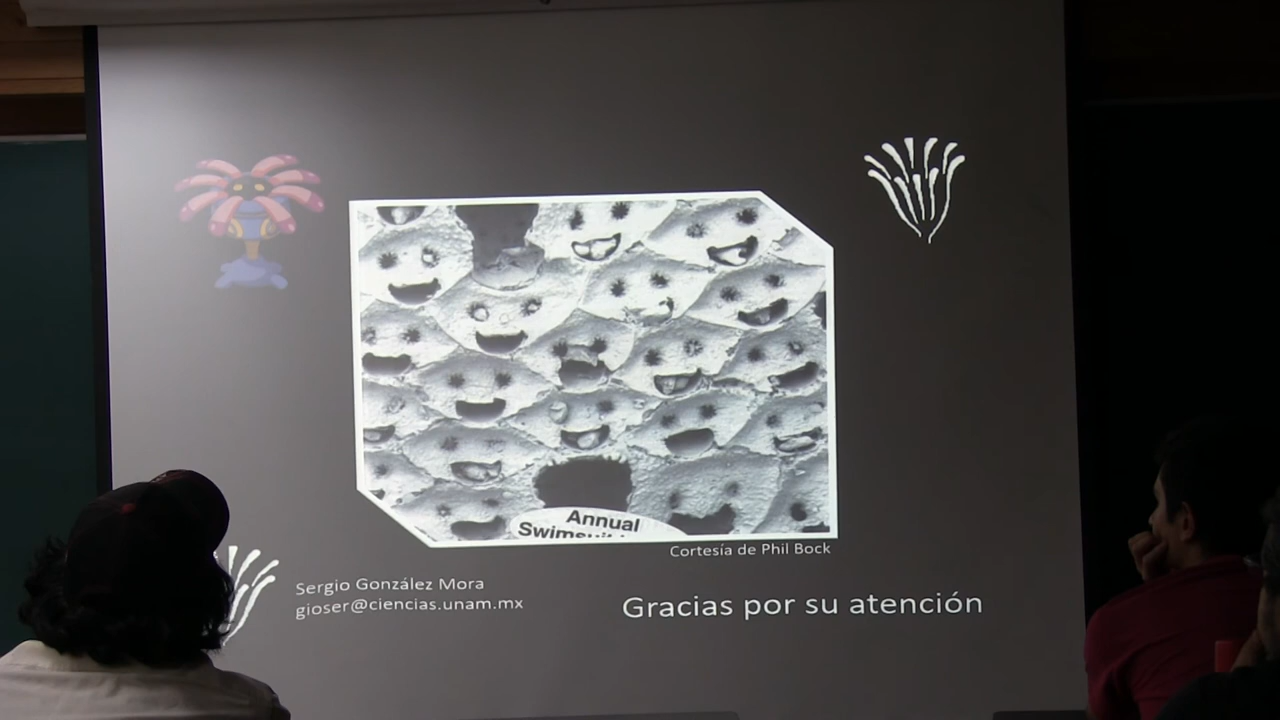 Annual
Cortesía de Phil Bock
Sergio González Mora
gioser@ciencias.unam.mx
Gracias por su atención